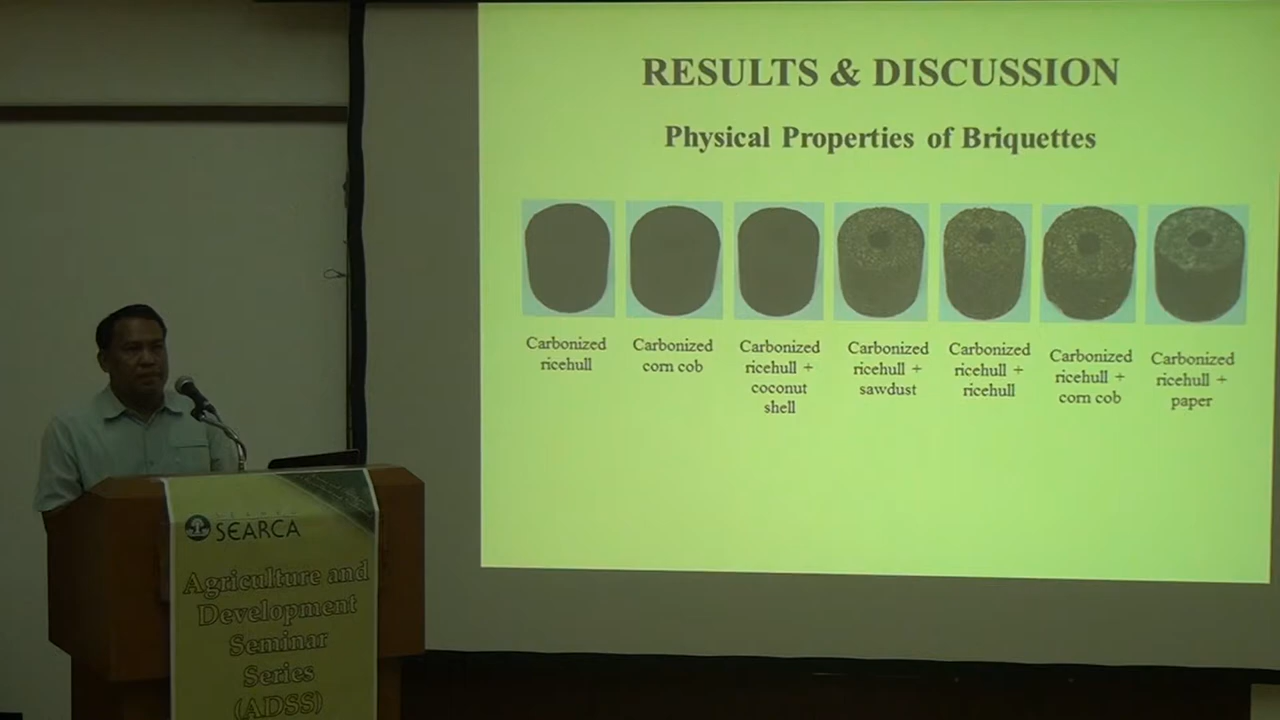 RESULTS & DISCUSSION
Physical Properties of Briquettes
Carbonized
ricehull
Carbonized
corn cob
Carbonized
ricehull +
coconut
shell
Carbonized
ricehull +
sawdust
Carbonized
ricehull +
ricehull
Carbonized
ricehull +
corn cob
Carbonized
ricehull +
paper
SEARCA
Agriculture and
Development
Seminar
Series
(ADSS)